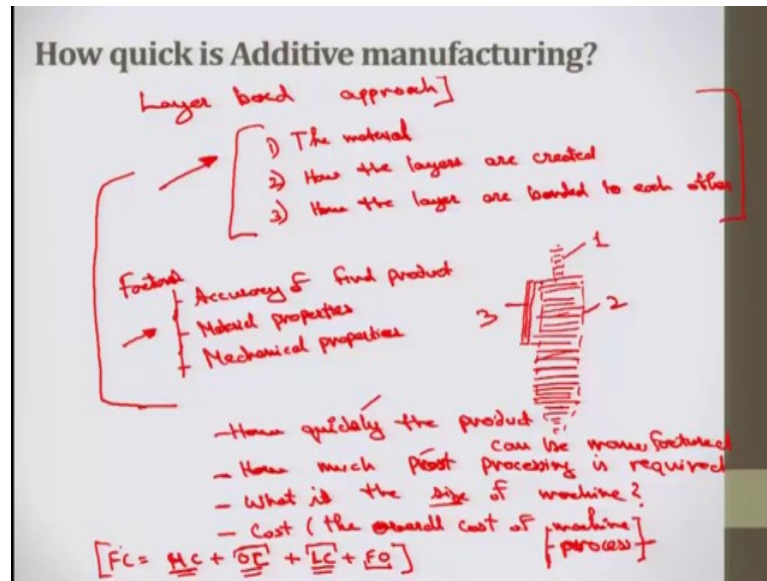 How quick is Additive manufacturing?
Layer based approach]
1) The material
2) How the layers are created
3) How the layer are bonded to each other
Factors
Accuracy of final product
Material properties
Mechanical properties
1
3
2
- How quickly the product
can be manufactured
- How much post processing is required
- What is the size of machine?
- Cost (the overall cost of machine
process
[FC = MC + OC + LC + FO]